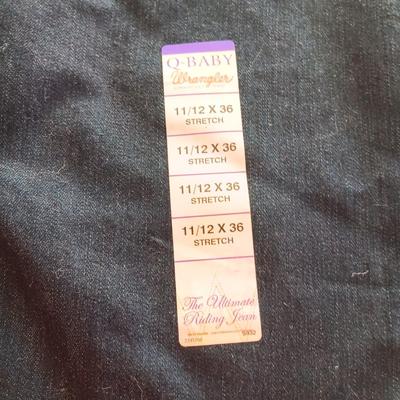 Q-BABY
Wrangler
11/12 X 36
STRETCH
11/12 X 36
STRETCH
11/12 X 36
STRETCH
11/12 X 36
STRETCH
The Ultimate
Riding Jean